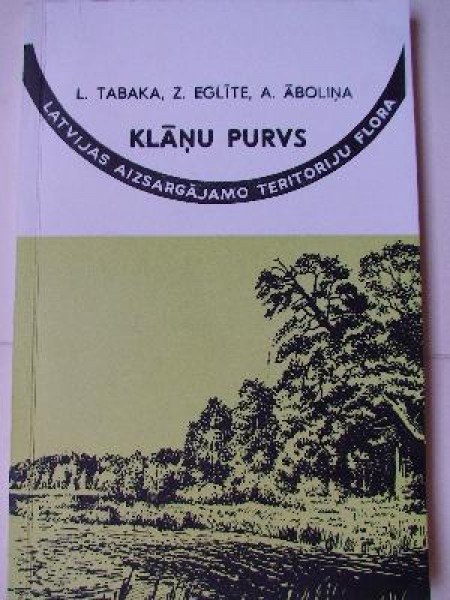 L. TABAKA, Z. EGLĪTE, A. ĀBOLIŅA
KLĀŅU PURVS
LATVIJAS AIZSARGĀJAMO TERITORIJU FLORA